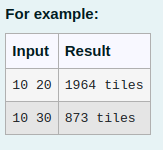 For example:
Input Result
10 20 1964 tiles
10 30 873 tiles